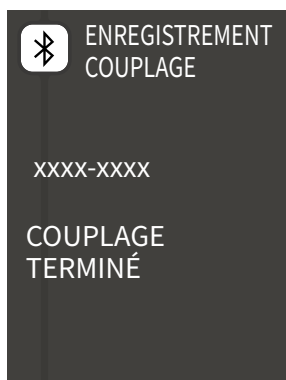 ENREGISTREMENT
COUPLAGE
xxxx-xxxx
COUPLAGE
TERMINÉ